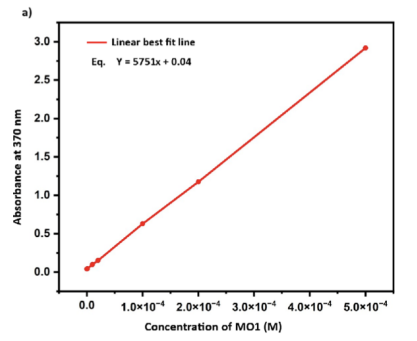 a)
3.0
Linear best fit line
Eq. Y = 5751x + 0.04
2.5
2.0
1.5
1.0
0.5
0.0
Absorbance at 370 nm
0.0 1.0×10⁻⁴ 2.0×10⁻⁴ 3.0×10⁻⁴ 4.0×10⁻⁴ 5.0×10⁻⁴
Concentration of MO1 (M)